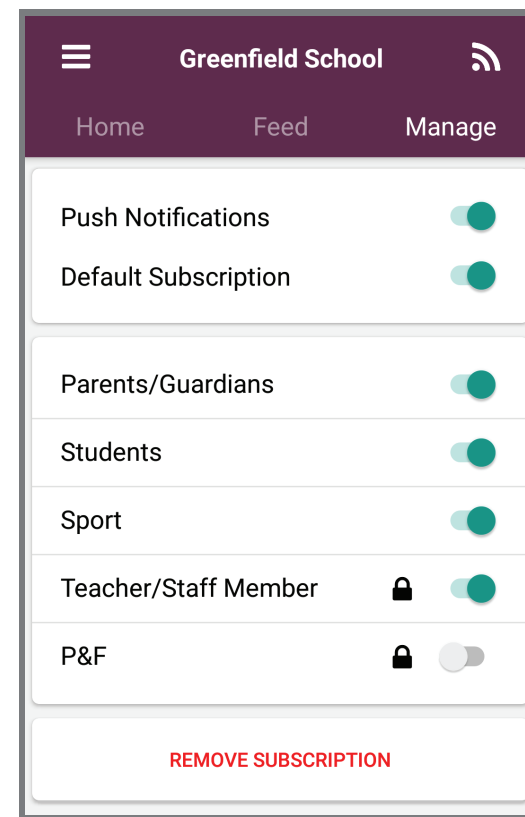 Greenfield School
Home Feed Manage
Push Notifications
Default Subscription
Parents/Guardians
Students
Sport
Teacher/Staff Member
P&F
REMOVE SUBSCRIPTION